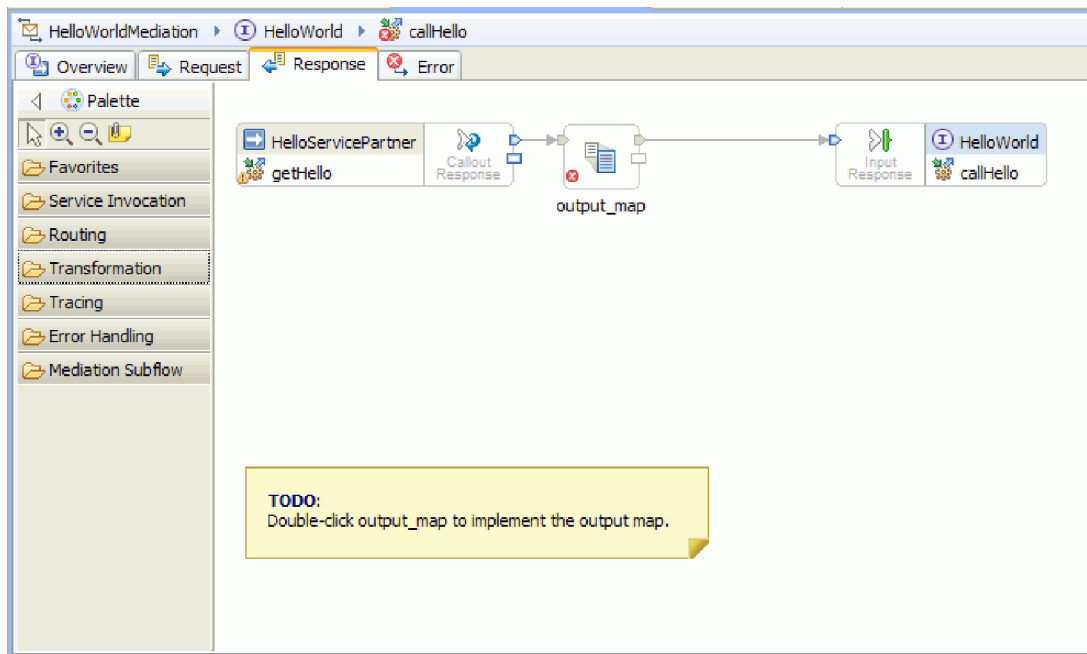 HelloWorldMediation HelloWorld callHello
Overview Request Response Error
Palette
Favorites
Service Invocation
Routing
Transformation
Tracing
Error Handling
Mediation Subflow
HelloServicePartner
getHello
Callout
Response
output_map
Input
Response
HelloWorld
callHello
TODO:
Double-click output_map to implement the output map.